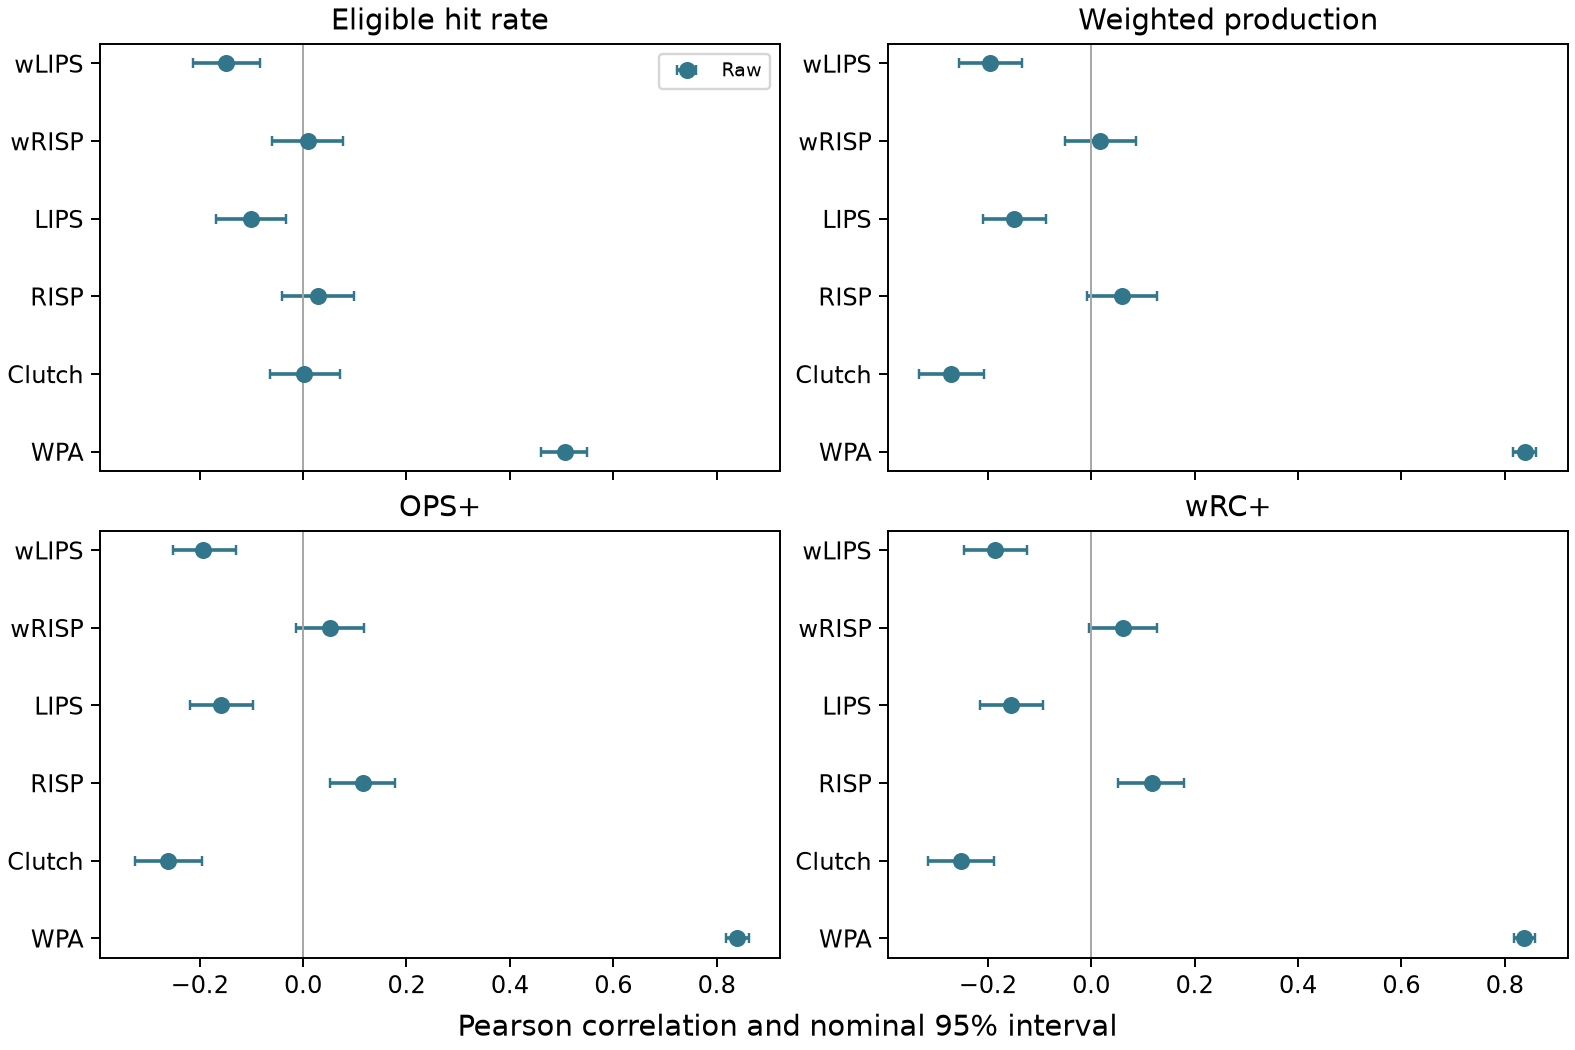 Eligible hit rate
wLIPS
wRISP
LIPS
RISP
Clutch
WPA
Raw
Weighted production
wLIPS
wRISP
LIPS
RISP
Clutch
WPA
OPS+
wLIPS
wRISP
LIPS
RISP
Clutch
WPA
−0.2 0.0 0.2 0.4 0.6 0.8
wRC+
wLIPS
wRISP
LIPS
RISP
Clutch
WPA
−0.2 0.0 0.2 0.4 0.6 0.8
Pearson correlation and nominal 95% interval